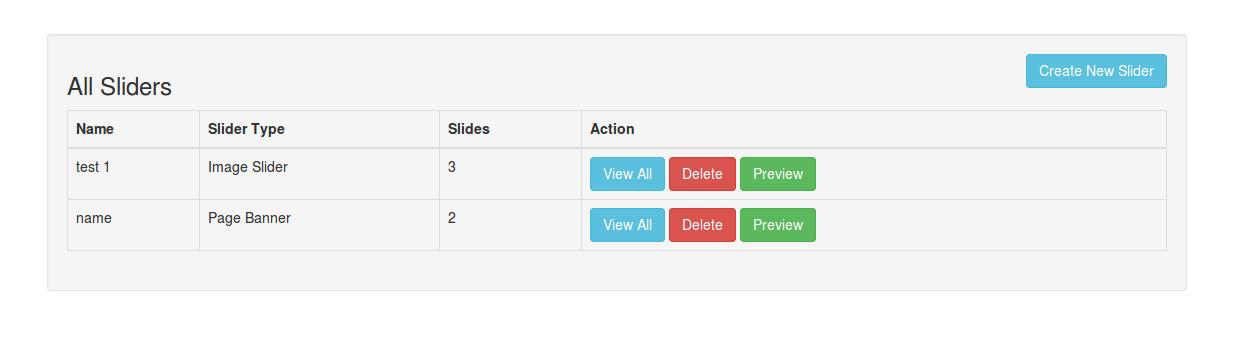 Create New Slider
All Sliders
Name Slider Type Slides Action
test 1 Image Slider 3 View All Delete Preview
name Page Banner 2 View All Delete Preview